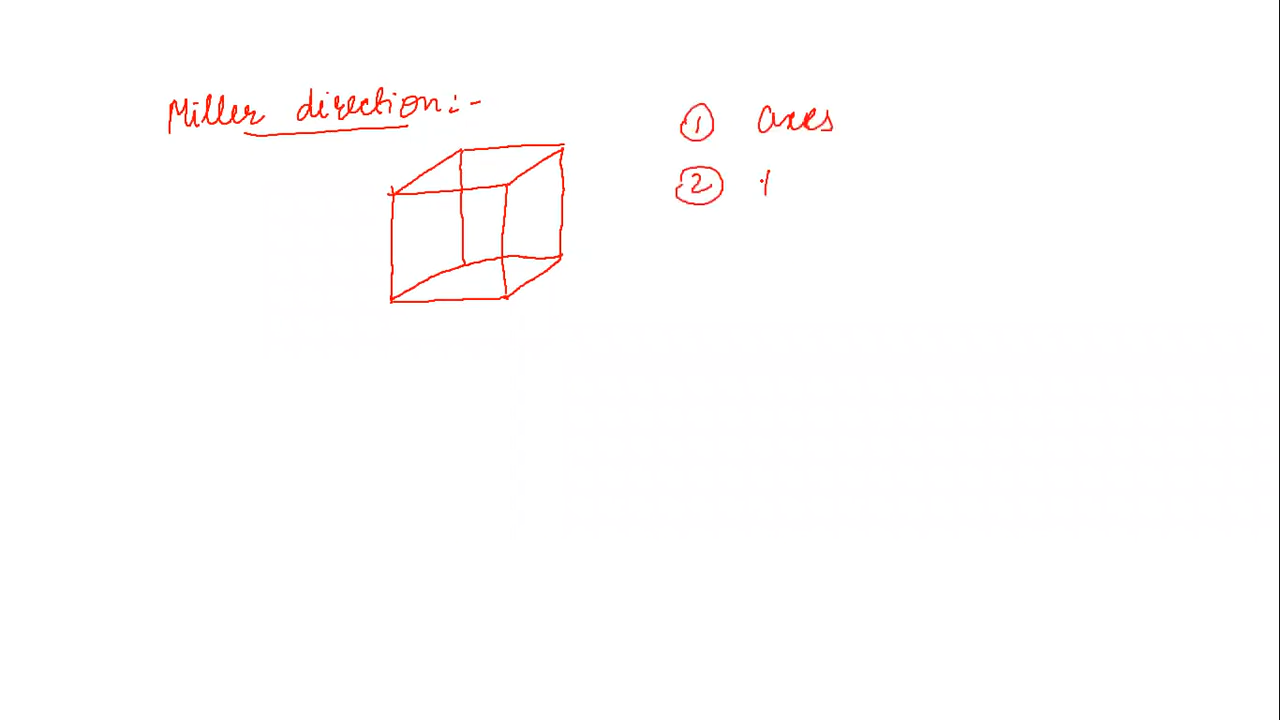 Miller direction:-
① axes
②